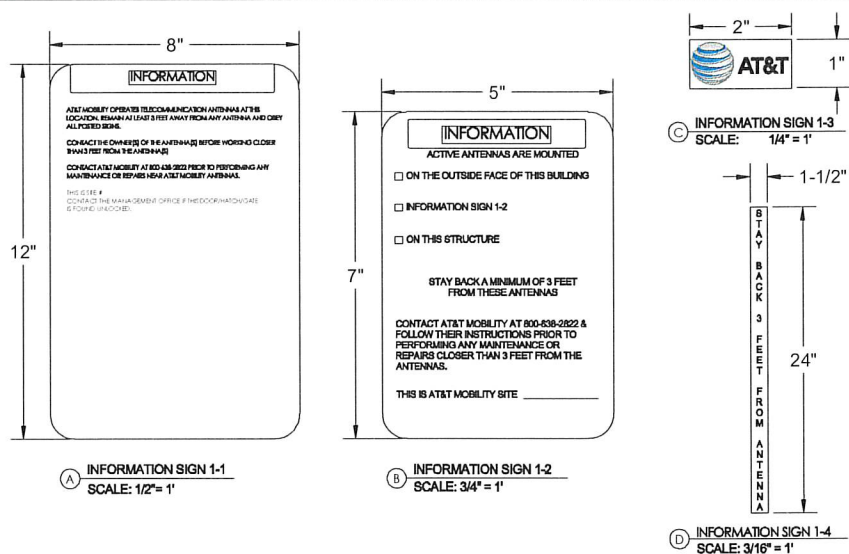 8"
12"
INFORMATION
AT&T MOBILITY OPERATES TELECOMMUNICATION ANTENNAS AT THIS
LOCATION. REMAIN AT LEAST 3 FEET AWAY FROM ANY ANTENNA AND OBEY
ALL POSTED SIGNS.
CONTACT THE OWNER(S) OF THE ANTENNA(S) BEFORE WORKING CLOSER
THAN 3 FEET FROM THE ANTENNA(S)
CONTACT AT&T MOBILITY AT 800-638-2822 PRIOR TO PERFORMING ANY
MAINTENANCE OR REPAIRS NEAR AT&T MOBILITY ANTENNAS.
THIS IS SITE #
CONTACT THE MANAGEMENT OFFICE IF THIS DOOR/HATCH/GATE
IS FOUND UNLOCKED.
A INFORMATION SIGN 1-1
SCALE: 1/2"= 1'
5"
7"
INFORMATION
ACTIVE ANTENNAS ARE MOUNTED
☐ ON THE OUTSIDE FACE OF THIS BUILDING
☐ INFORMATION SIGN 1-2
☐ ON THIS STRUCTURE
STAY BACK A MINIMUM OF 3 FEET
FROM THESE ANTENNAS
CONTACT AT&T MOBILITY AT 800-638-2822 &
FOLLOW THEIR INSTRUCTIONS PRIOR TO
PERFORMING ANY MAINTENANCE OR
REPAIRS CLOSER THAN 3 FEET FROM THE
ANTENNAS.
THIS IS AT&T MOBILITY SITE ____________
B INFORMATION SIGN 1-2
SCALE: 3/4" = 1'
2"
1"
AT&T
C INFORMATION SIGN 1-3
SCALE: 1/4" = 1'
1-1/2"
24"
STAY BACK 3 FEET FROM ANTENNA
D INFORMATION SIGN 1-4
SCALE: 3/16" = 1'